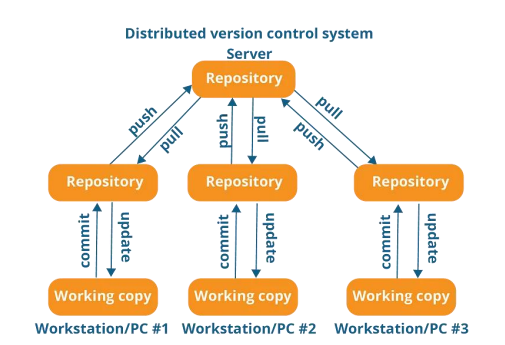 Distributed version control system
Server
Repository
push
pull
push
pull
push
pull
Repository
Repository
Repository
commit
update
commit
update
commit
update
Working copy
Working copy
Working copy
Workstation/PC #1
Workstation/PC #2
Workstation/PC #3